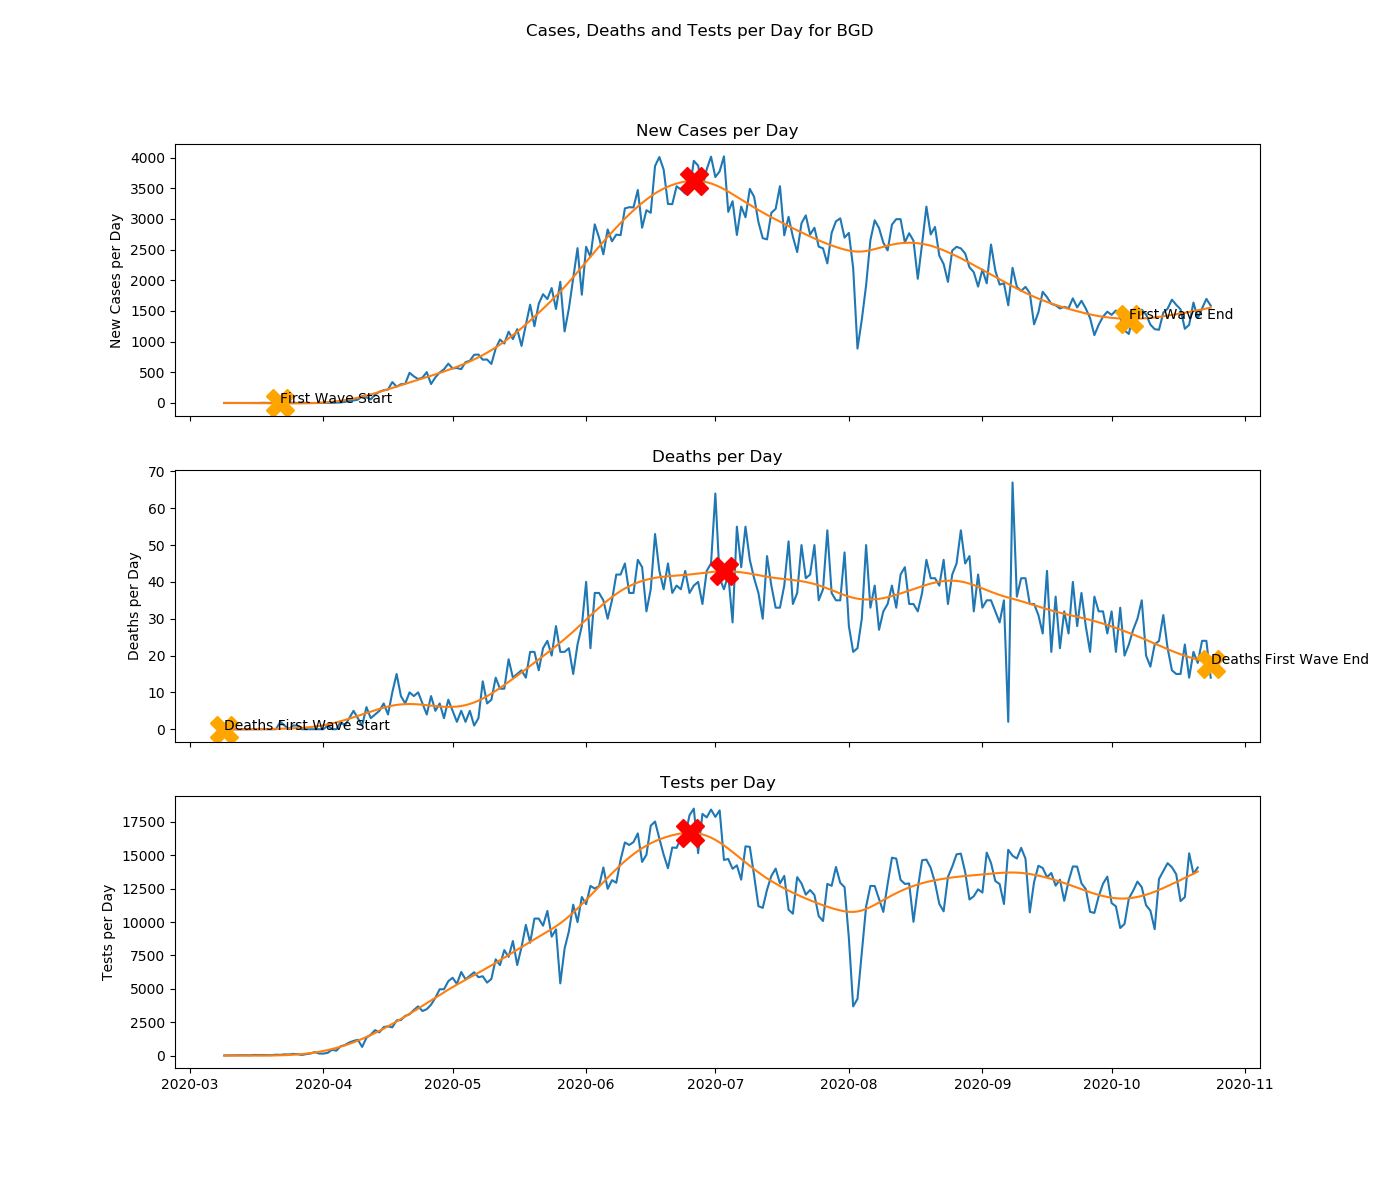 Cases, Deaths and Tests per Day for BGD
New Cases per Day
New Cases per Day
4000
3500
3000
2500
2000
1500
1000
500
0
First Wave Start
First Wave End
Deaths per Day
Deaths per Day
70
60
50
40
30
20
10
0
Deaths First Wave Start
Deaths First Wave End
Tests per Day
Tests per Day
17500
15000
12500
10000
7500
5000
2500
0
2020-03 2020-04 2020-05 2020-06 2020-07 2020-08 2020-09 2020-10 2020-11